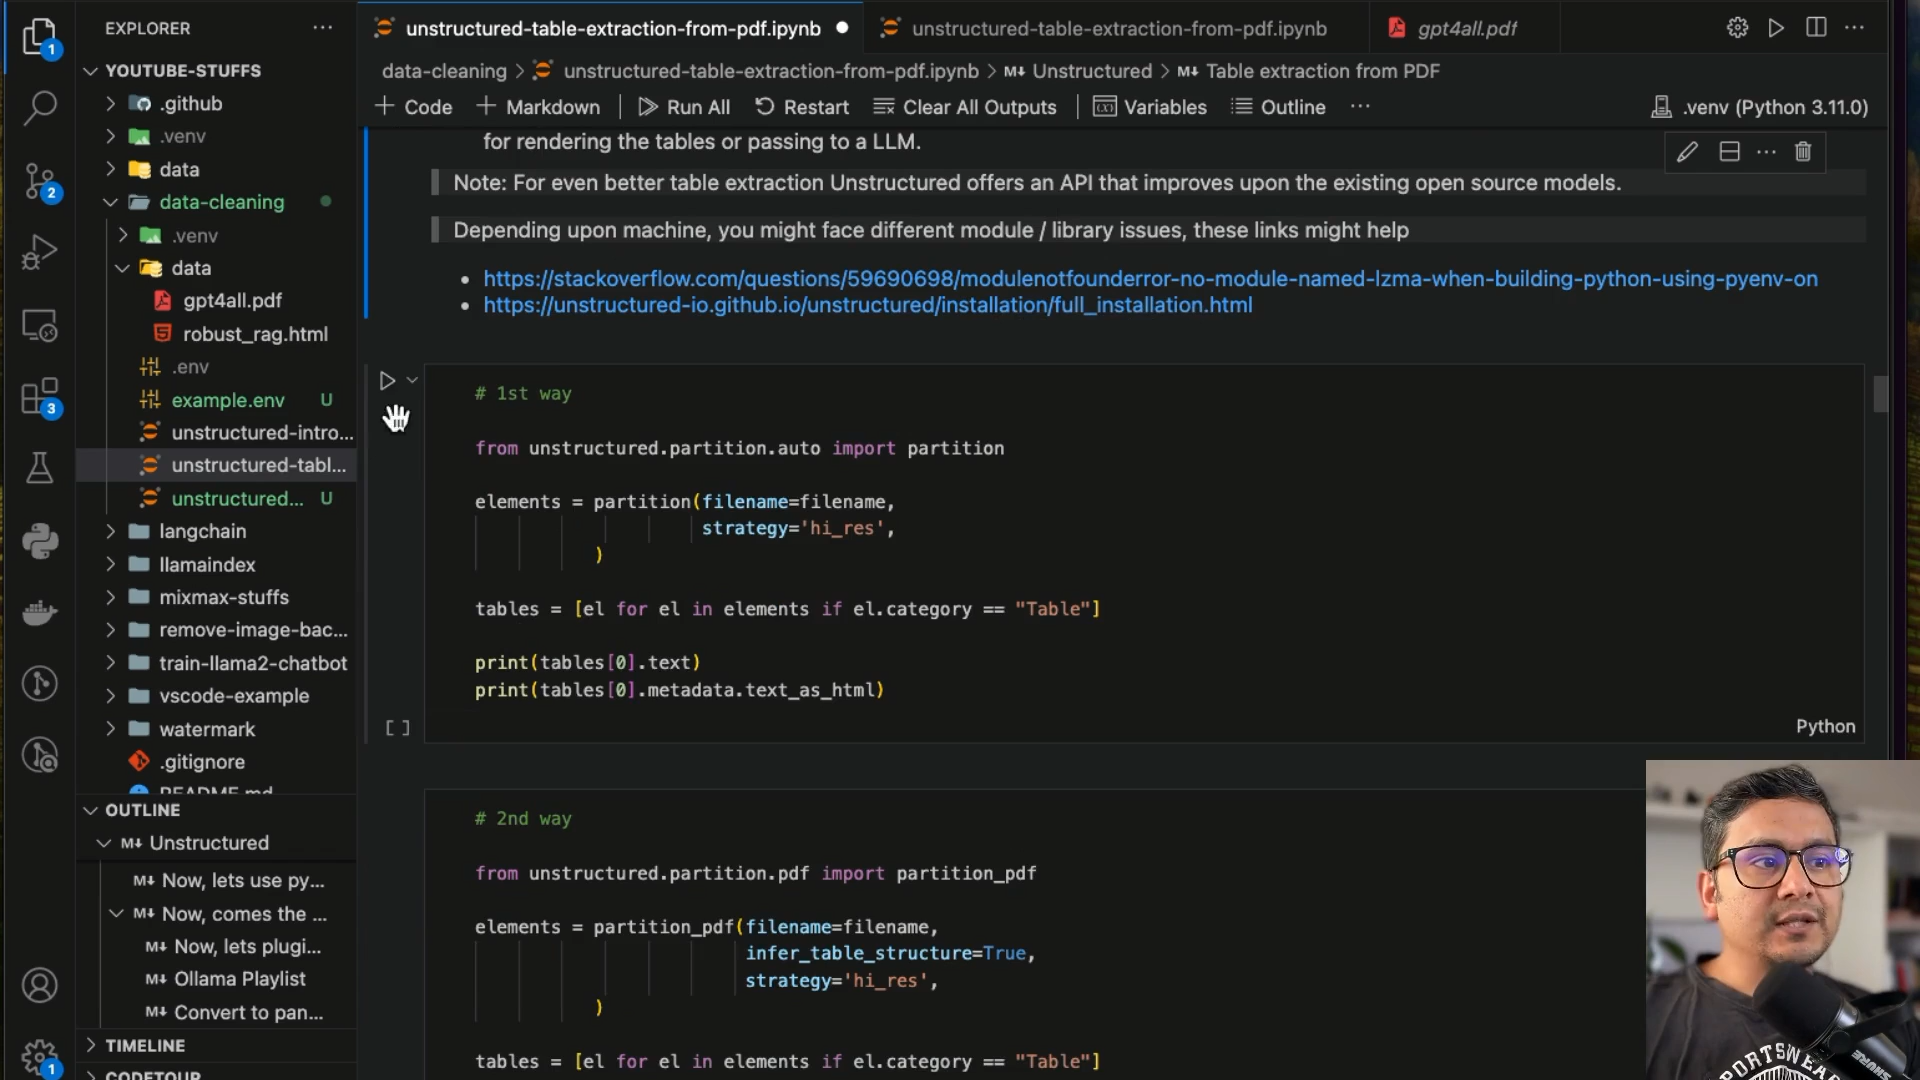 EXPLORER
YOUTUBE-STUFFS
.github
.venv
data
data-cleaning
.venv
data
gpt4all.pdf
robust_rag.html
.env
example.env U
unstructured-intro...
unstructured-tabl...
unstructured... U
langchain
llamaindex
mixmax-stuffs
remove-image-bac...
train-llama2-chatbot
vscode-example
watermark
.gitignore
README.md
OUTLINE
Unstructured
Now, lets use py...
Now, comes the ...
Now, lets plugi...
Ollama Playlist
Convert to pan...
TIMELINE
CODETOUR
1
2
3
1
unstructured-table-extraction-from-pdf.ipynb
unstructured-table-extraction-from-pdf.ipynb
gpt4all.pdf
data-cleaning > unstructured-table-extraction-from-pdf.ipynb > M↓ Unstructured > M↓ Table extraction from PDF
+ Code + Markdown Run All Restart Clear All Outputs Variables Outline ... .venv (Python 3.11.0)
for rendering the tables or passing to a LLM.
Note: For even better table extraction Unstructured offers an API that improves upon the existing open source models.
Depending upon machine, you might face different module / library issues, these links might help
• https://stackoverflow.com/questions/59690698/modulenotfounderror-no-module-named-lzma-when-building-python-using-pyenv-on
• https://unstructured-io.github.io/unstructured/installation/full_installation.html
# 1st way
from unstructured.partition.auto import partition
elements = partition(filename=filename,
strategy='hi_res',
)
tables = [el for el in elements if el.category == "Table"]
print(tables[0].text)
print(tables[0].metadata.text_as_html)
[ ]
Python
# 2nd way
from unstructured.partition.pdf import partition_pdf
elements = partition_pdf(filename=filename,
infer_table_structure=True,
strategy='hi_res',
)
tables = [el for el in elements if el.category == "Table"]
SHURE